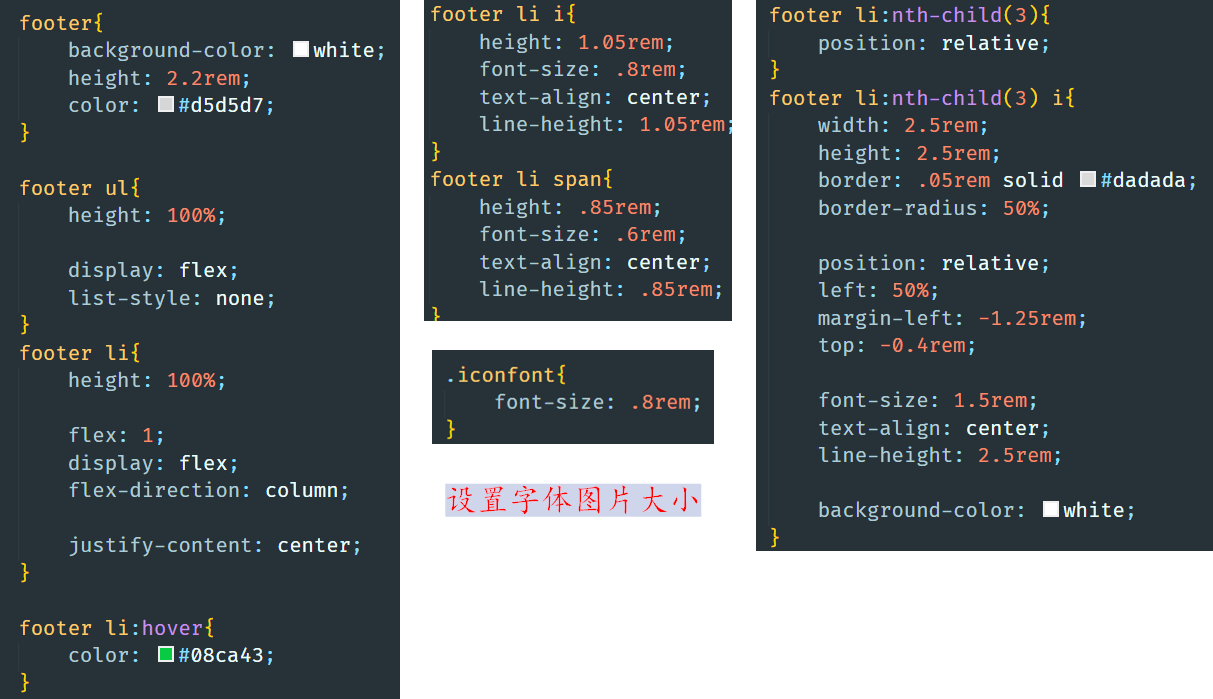 footer{
background-color: white;
height: 2.2rem;
color: #d5d5d7;
}
footer ul{
height: 100%;
display: flex;
list-style: none;
}
footer li{
height: 100%;
flex: 1;
display: flex;
flex-direction: column;
justify-content: center;
}
footer li:hover{
color: #08ca43;
}
footer li i{
height: 1.05rem;
font-size: .8rem;
text-align: center;
line-height: 1.05rem;
}
footer li span{
height: .85rem;
font-size: .6rem;
text-align: center;
line-height: .85rem;
}
.iconfont{
font-size: .8rem;
}
设置字体图片大小
footer li:nth-child(3){
position: relative;
}
footer li:nth-child(3) i{
width: 2.5rem;
height: 2.5rem;
border: .05rem solid #dadada;
border-radius: 50%;
position: relative;
left: 50%;
margin-left: -1.25rem;
top: -0.4rem;
font-size: 1.5rem;
text-align: center;
line-height: 2.5rem;
background-color: white;
}